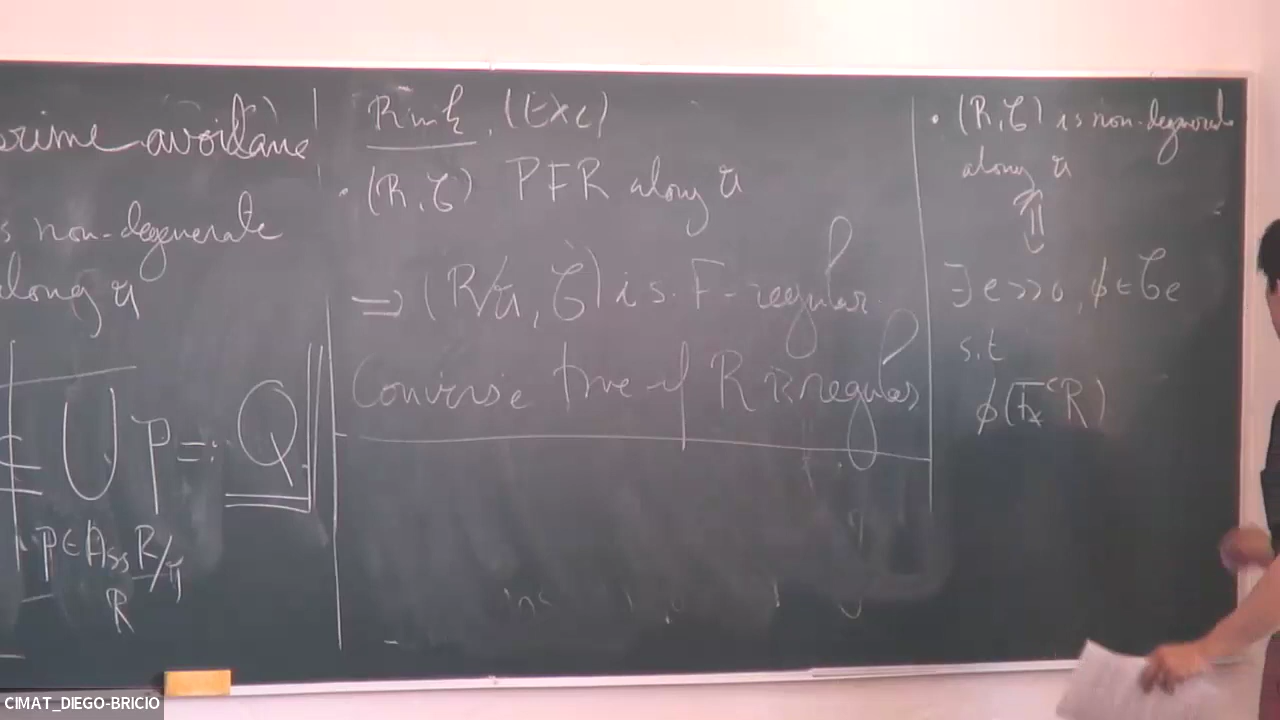 prime avoidance
is non-degenerate
along 𝔞
⊄ ⋃ 𝔭 =: Q
𝔭 ∈ Ass R/𝔞
R
Rmk. (Exc)
• (R, 𝒞) PFR along 𝔞
⇒ (R/𝔞, 𝒞) is F-regular.
Converse true if R is regular
• (R, 𝒞) is non-degenerate
along 𝔞
⇕
∃ e >> 0, φ ∈ 𝒞e
s.t
φ(F*ᵉ R)
CIMAT_DIEGO-BRICIO